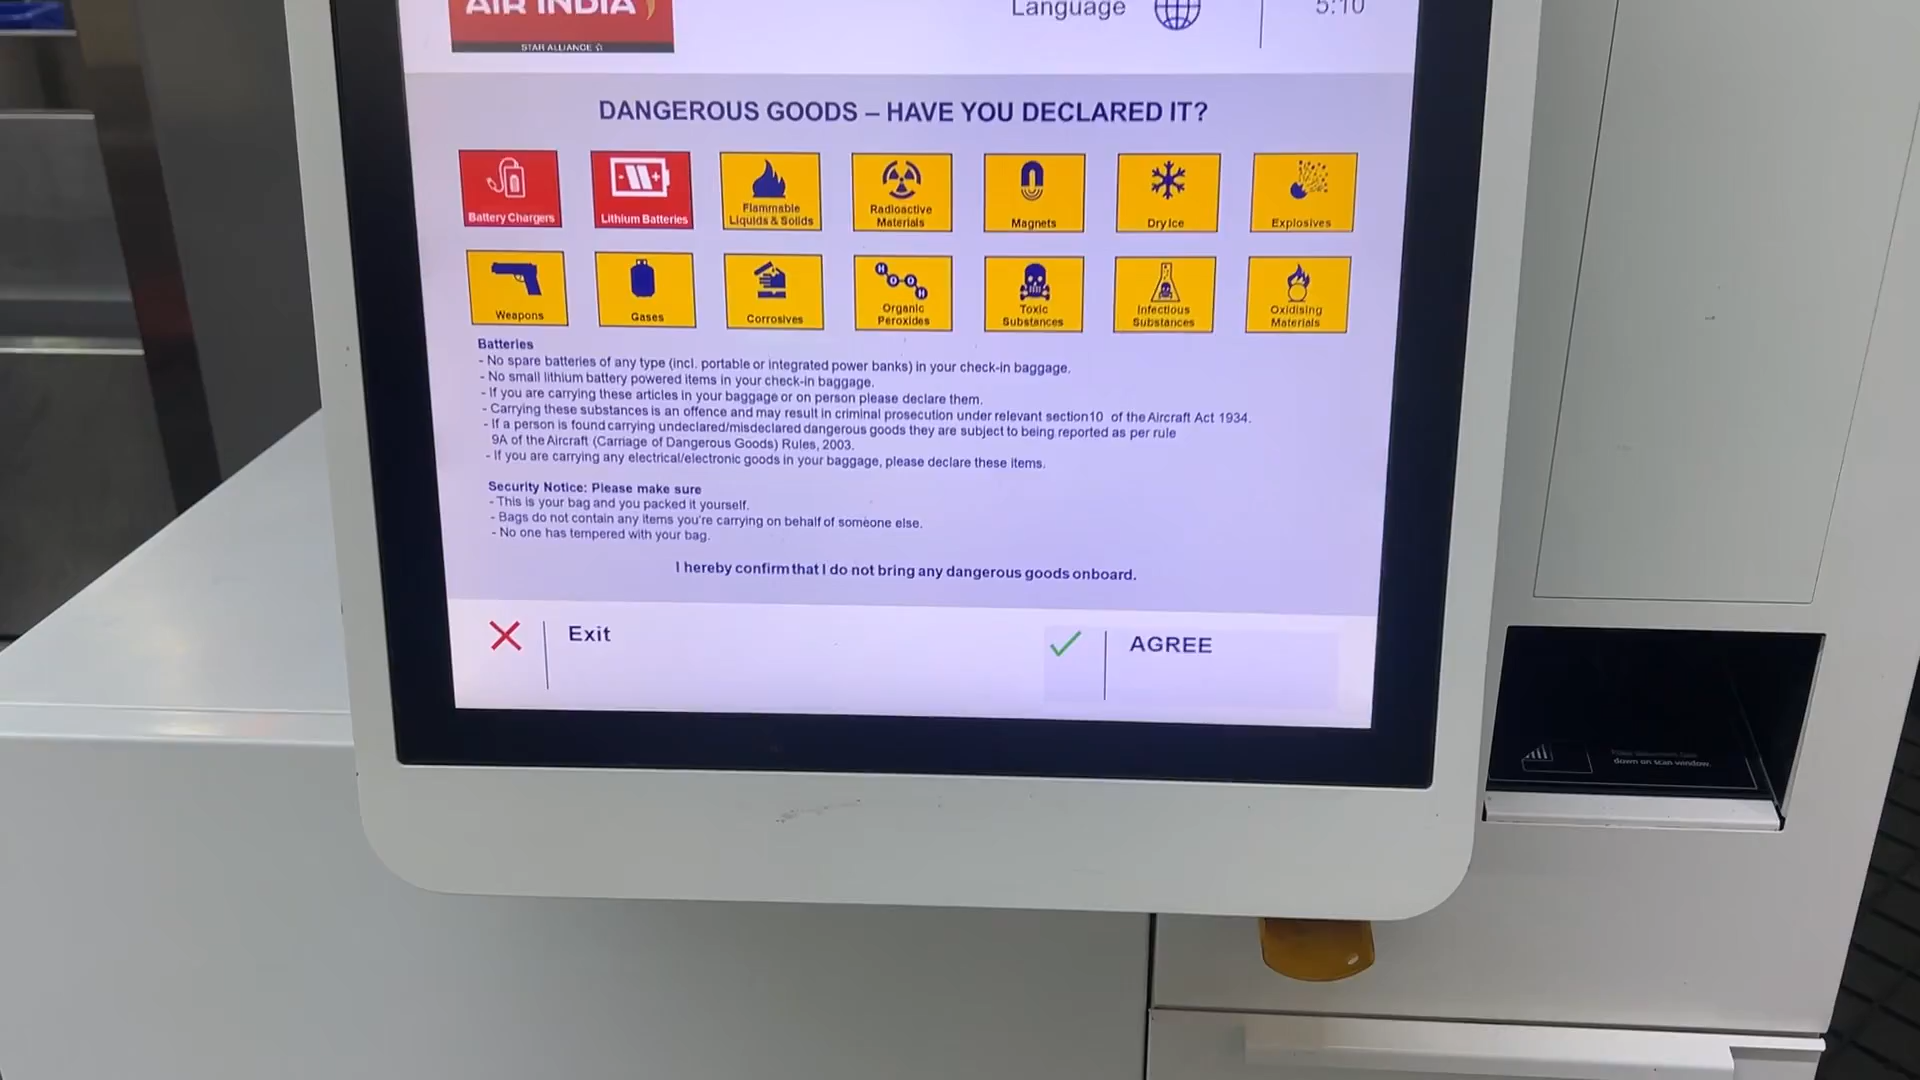 AIR INDIA
STAR ALLIANCE
Language
5:10
DANGEROUS GOODS – HAVE YOU DECLARED IT?
Battery Chargers
Lithium Batteries
Flammable
Liquids & Solids
Radioactive
Materials
Magnets
Dry Ice
Explosives
Weapons
Gases
Corrosives
H O O H
Organic
Peroxides
Toxic
Substances
Infectious
Substances
Oxidising
Materials
Batteries
- No spare batteries of any type (incl. portable or integrated power banks) in your check-in baggage.
- No small lithium battery powered items in your check-in baggage.
- If you are carrying these articles in your baggage or on person please declare them.
- Carrying these substances is an offence and may result in criminal prosecution under relevant section10 of the Aircraft Act 1934.
- If a person is found carrying undeclared/misdeclared dangerous goods they are subject to being reported as per rule
9A of the Aircraft (Carriage of Dangerous Goods) Rules, 2003.
- If you are carrying any electrical/electronic goods in your baggage, please declare these items.
Security Notice: Please make sure
- This is your bag and you packed it yourself.
- Bags do not contain any items you're carrying on behalf of someone else.
- No one has tempered with your bag.
I hereby confirm that I do not bring any dangerous goods onboard.
Exit
AGREE
down on scan window.